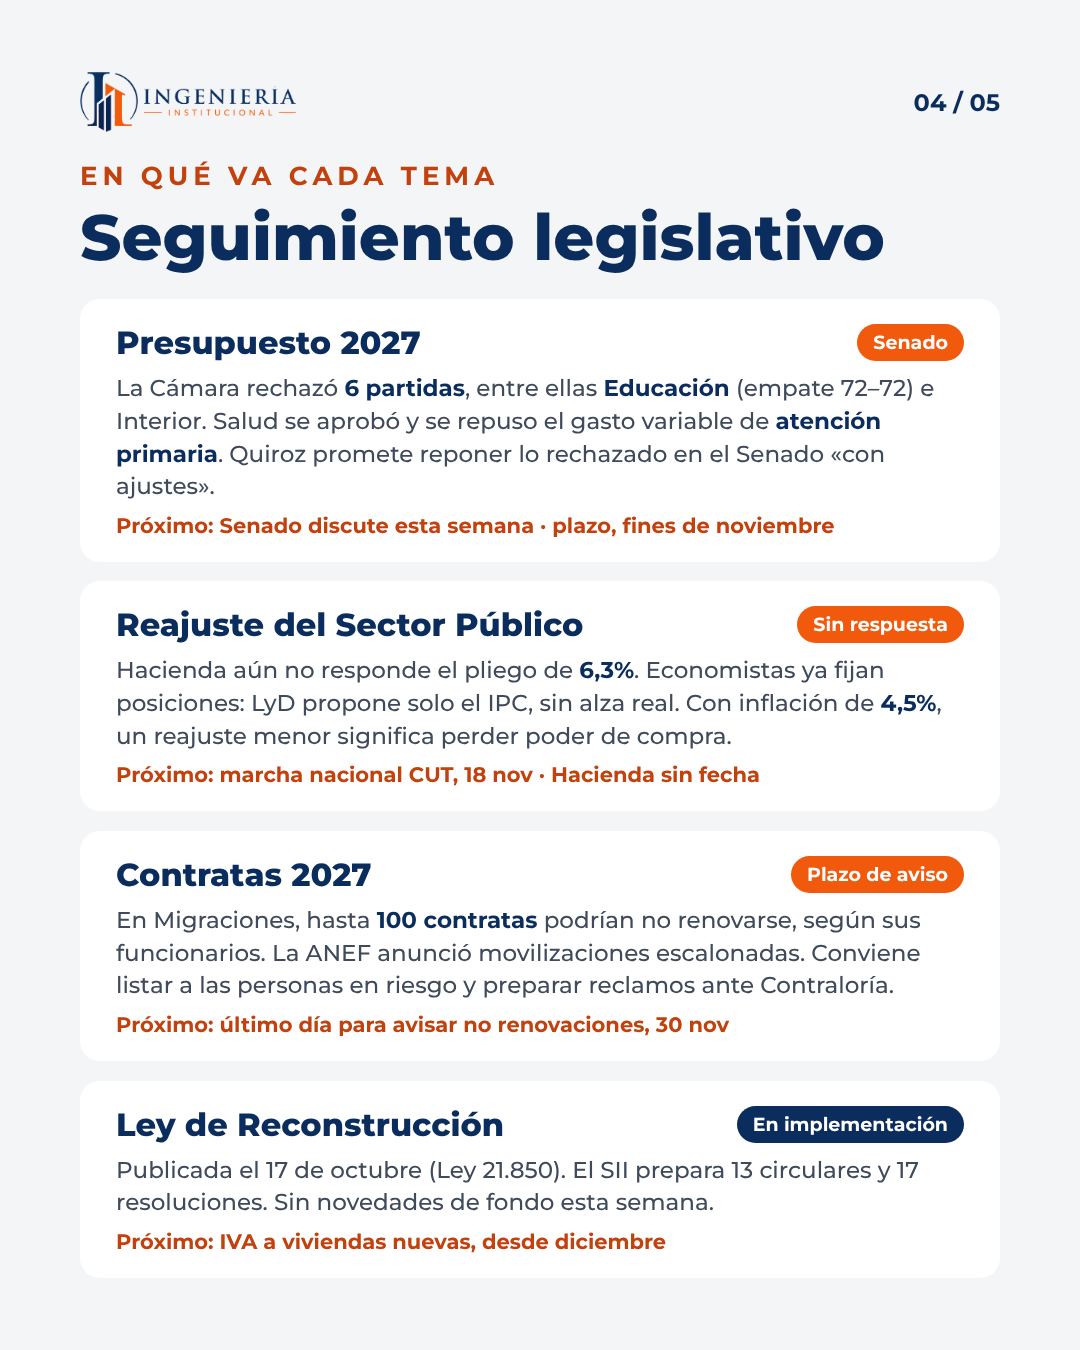 INGENIERIA
INSTITUCIONAL
04 / 05
EN QUÉ VA CADA TEMA
Seguimiento legislativo
Presupuesto 2027
Senado
La Cámara rechazó 6 partidas, entre ellas Educación (empate 72–72) e
Interior. Salud se aprobó y se repuso el gasto variable de atención
primaria. Quiroz promete reponer lo rechazado en el Senado «con
ajustes».
Próximo: Senado discute esta semana · plazo, fines de noviembre
Reajuste del Sector Público
Sin respuesta
Hacienda aún no responde el pliego de 6,3%. Economistas ya fijan
posiciones: LyD propone solo el IPC, sin alza real. Con inflación de 4,5%,
un reajuste menor significa perder poder de compra.
Próximo: marcha nacional CUT, 18 nov · Hacienda sin fecha
Contratas 2027
Plazo de aviso
En Migraciones, hasta 100 contratas podrían no renovarse, según sus
funcionarios. La ANEF anunció movilizaciones escalonadas. Conviene
listar a las personas en riesgo y preparar reclamos ante Contraloría.
Próximo: último día para avisar no renovaciones, 30 nov
Ley de Reconstrucción
En implementación
Publicada el 17 de octubre (Ley 21.850). El SII prepara 13 circulares y 17
resoluciones. Sin novedades de fondo esta semana.
Próximo: IVA a viviendas nuevas, desde diciembre